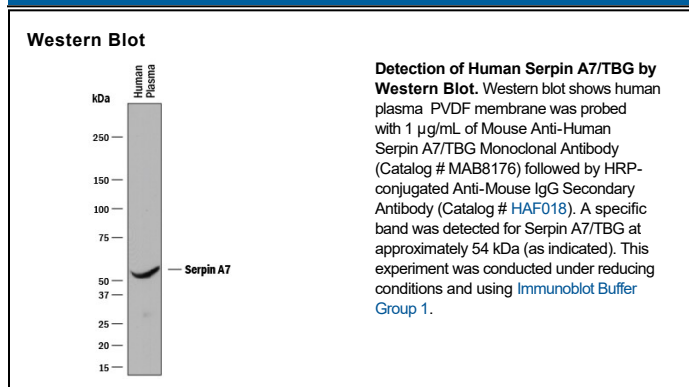 Western Blot
Human
Plasma
kDa
250
150
100
75
50
37
25
20
15
Serpin A7
Detection of Human Serpin A7/TBG by
Western Blot. Western blot shows human
plasma PVDF membrane was probed
with 1 µg/mL of Mouse Anti-Human
Serpin A7/TBG Monoclonal Antibody
(Catalog # MAB8176) followed by HRP-
conjugated Anti-Mouse IgG Secondary
Antibody (Catalog # HAF018). A specific
band was detected for Serpin A7/TBG at
approximately 54 kDa (as indicated). This
experiment was conducted under reducing
conditions and using Immunoblot Buffer
Group 1.